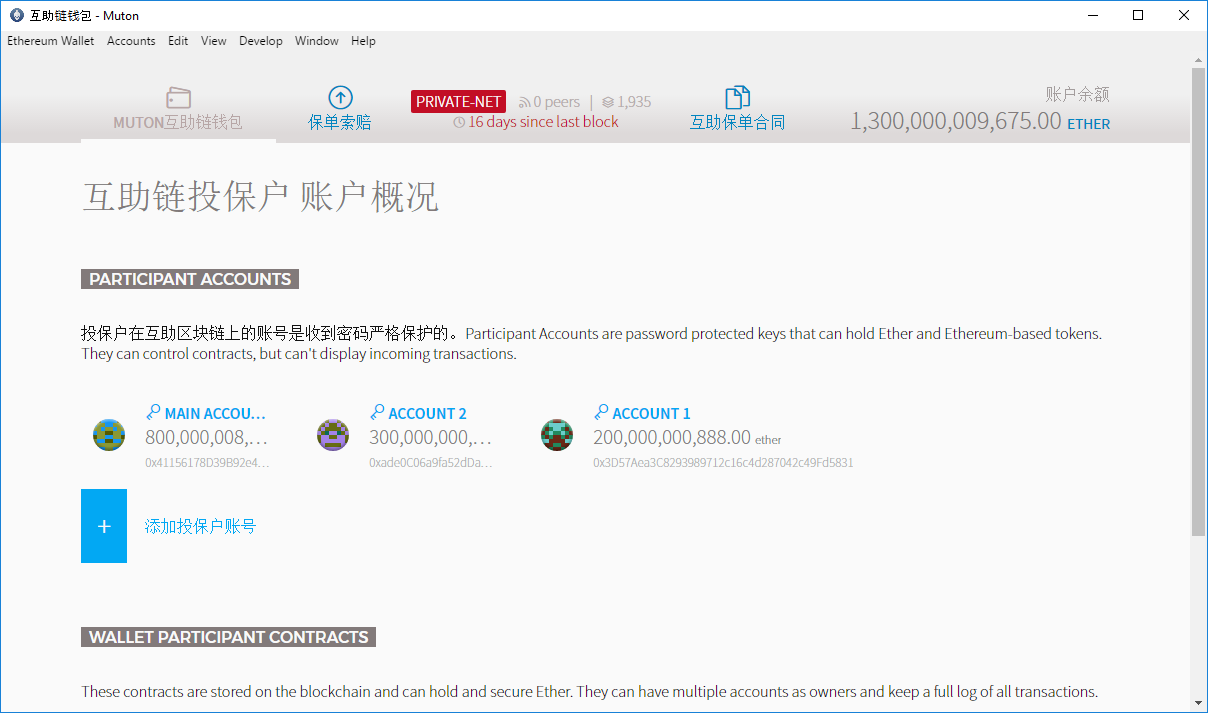 互助链钱包 - Muton
Ethereum Wallet Accounts Edit View Develop Window Help
MUTON互助链钱包
保单索赔
PRIVATE-NET 0 peers | 1,935
16 days since last block
互助保单合同
账户余额
1,300,000,009,675.00 ETHER
互助链投保户 账户概况
PARTICIPANT ACCOUNTS
投保户在互助区块链上的账号是收到密码严格保护的。Participant Accounts are password protected keys that can hold Ether and Ethereum-based tokens.
They can control contracts, but can't display incoming transactions.
MAIN ACCOU...
800,000,008,...
0x41156178D39B92e4...
ACCOUNT 2
300,000,000,...
0xade0C06a9fa52dDa...
ACCOUNT 1
200,000,000,888.00 ether
0x3D57Aea3C8293989712c16c4d287042c49Fd5831
+ 添加投保户账号
WALLET PARTICIPANT CONTRACTS
These contracts are stored on the blockchain and can hold and secure Ether. They can have multiple accounts as owners and keep a full log of all transactions.